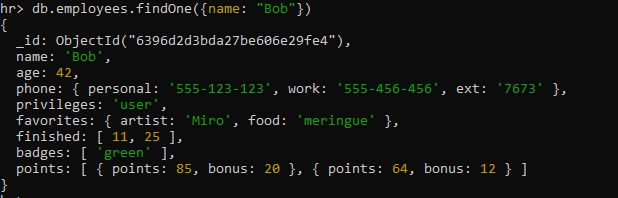 hr> db.employees.findOne({name: "Bob"})
{
  _id: ObjectId("6396d2d3bda27be606e29fe4"),
  name: 'Bob',
  age: 42,
  phone: { personal: '555-123-123', work: '555-456-456', ext: '7673' },
  privileges: 'user',
  favorites: { artist: 'Miro', food: 'meringue' },
  finished: [ 11, 25 ],
  badges: [ 'green' ],
  points: [ { points: 85, bonus: 20 }, { points: 64, bonus: 12 } ]
}